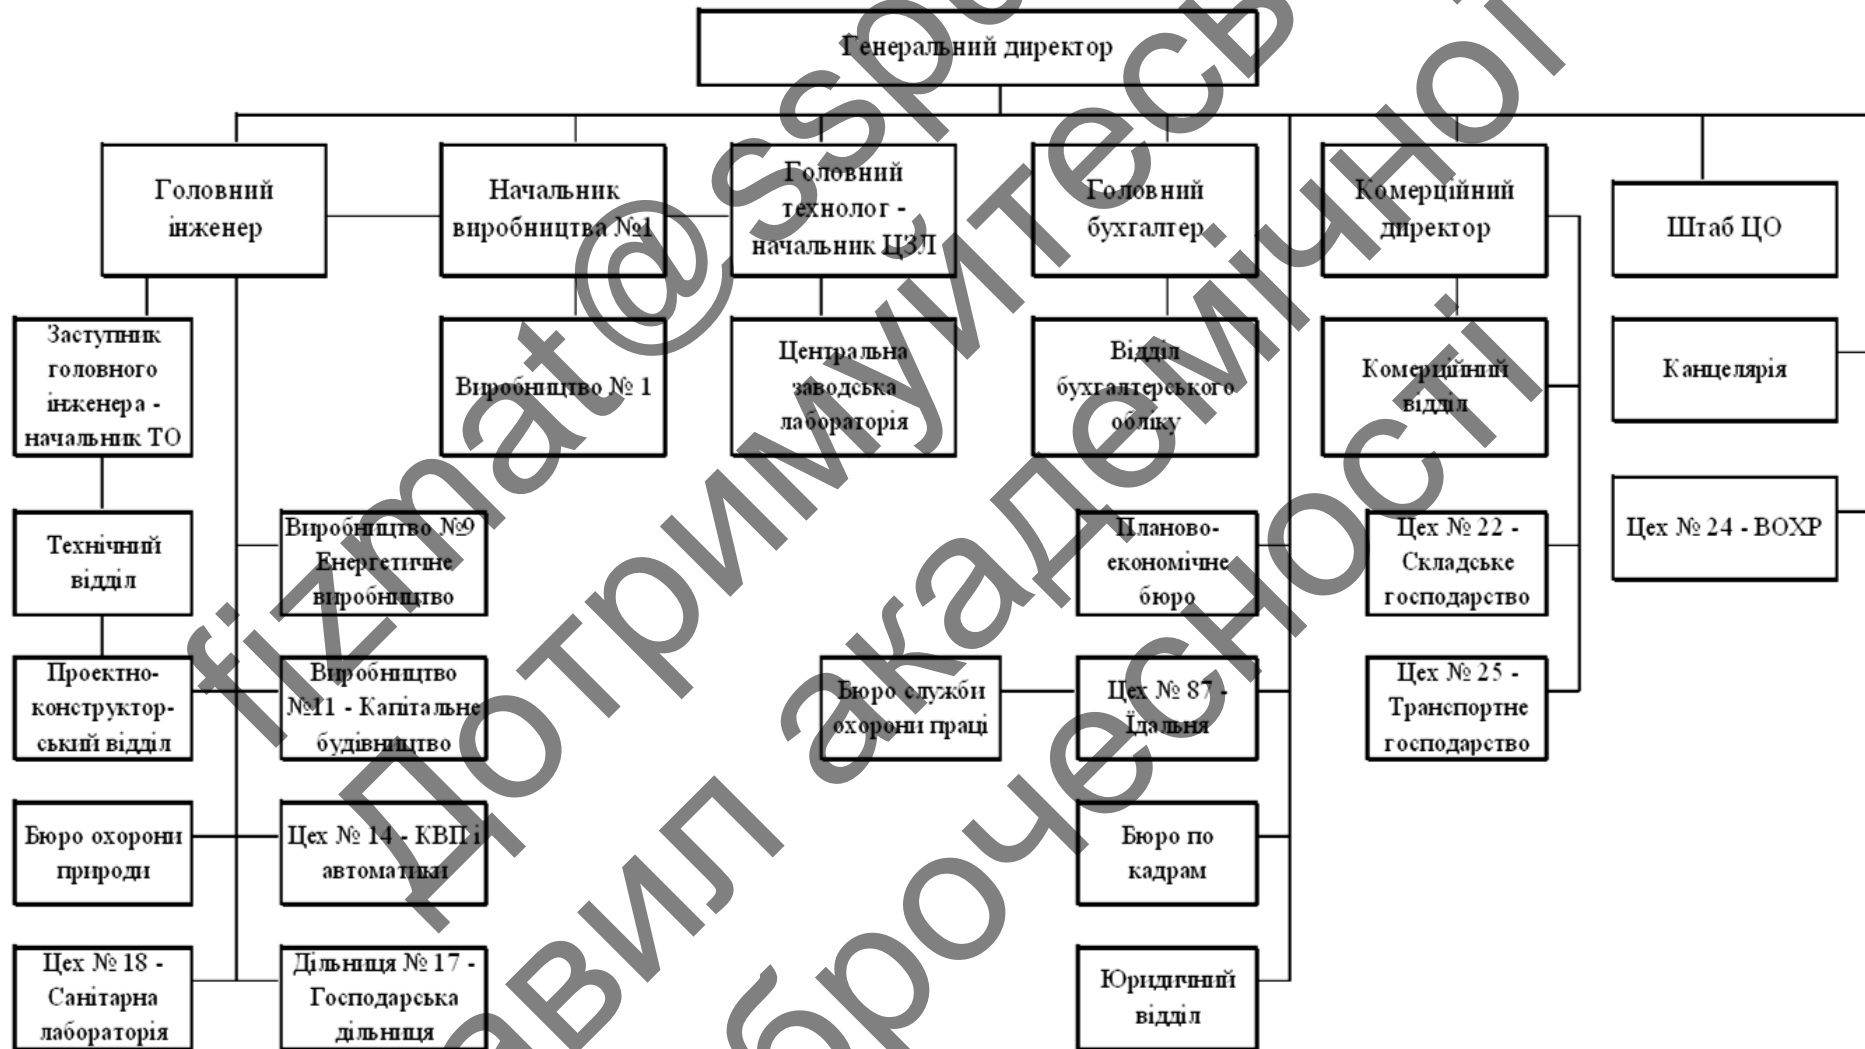 Генеральний директор
Головний
інженер
Начальник
виробництва №1
Головний
технолог -
начальник ЦЗЛ
Головний
бухгалтер
Комерційний
директор
Штаб ЦО
Заступник
головного
інженера -
начальник ТО
Виробництво № 1
Центральна
заводська
лабораторія
Відділ
бухгалтерського
обліку
Комерційний
відділ
Канцелярія
Технічний
відділ
Виробництво №9
Енергетичне
виробництво
Планово-
економічне
бюро
Цех № 22 -
Складське
господарство
Цех № 24 - ВОХР
Проектно-
конструктор-
ський відділ
Виробництво
№11 - Капітальне
будівництво
Бюро служби
охорони праці
Цех № 87 -
Їдальня
Цех № 25 -
Транспортне
господарство
Бюро охорони
природи
Цех № 14 - КВП і
автоматики
Бюро по
кадрам
Цех № 18 -
Санітарна
лабораторія
Дільниця № 17 -
Господарська
дільниця
Юридичний
відділ
fizmat@sspu
Дотримуйтесь
академічної